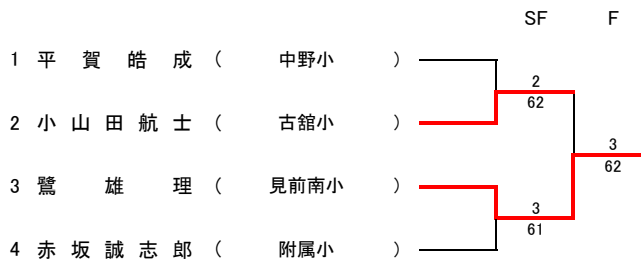 SF F
1 平賀皓成 ( 中野小 )
2
62
2 小山田航士 ( 古舘小 )
3
62
3 鷺雄理 ( 見前南小 )
3
61
4 赤坂誠志郎 ( 附属小 )